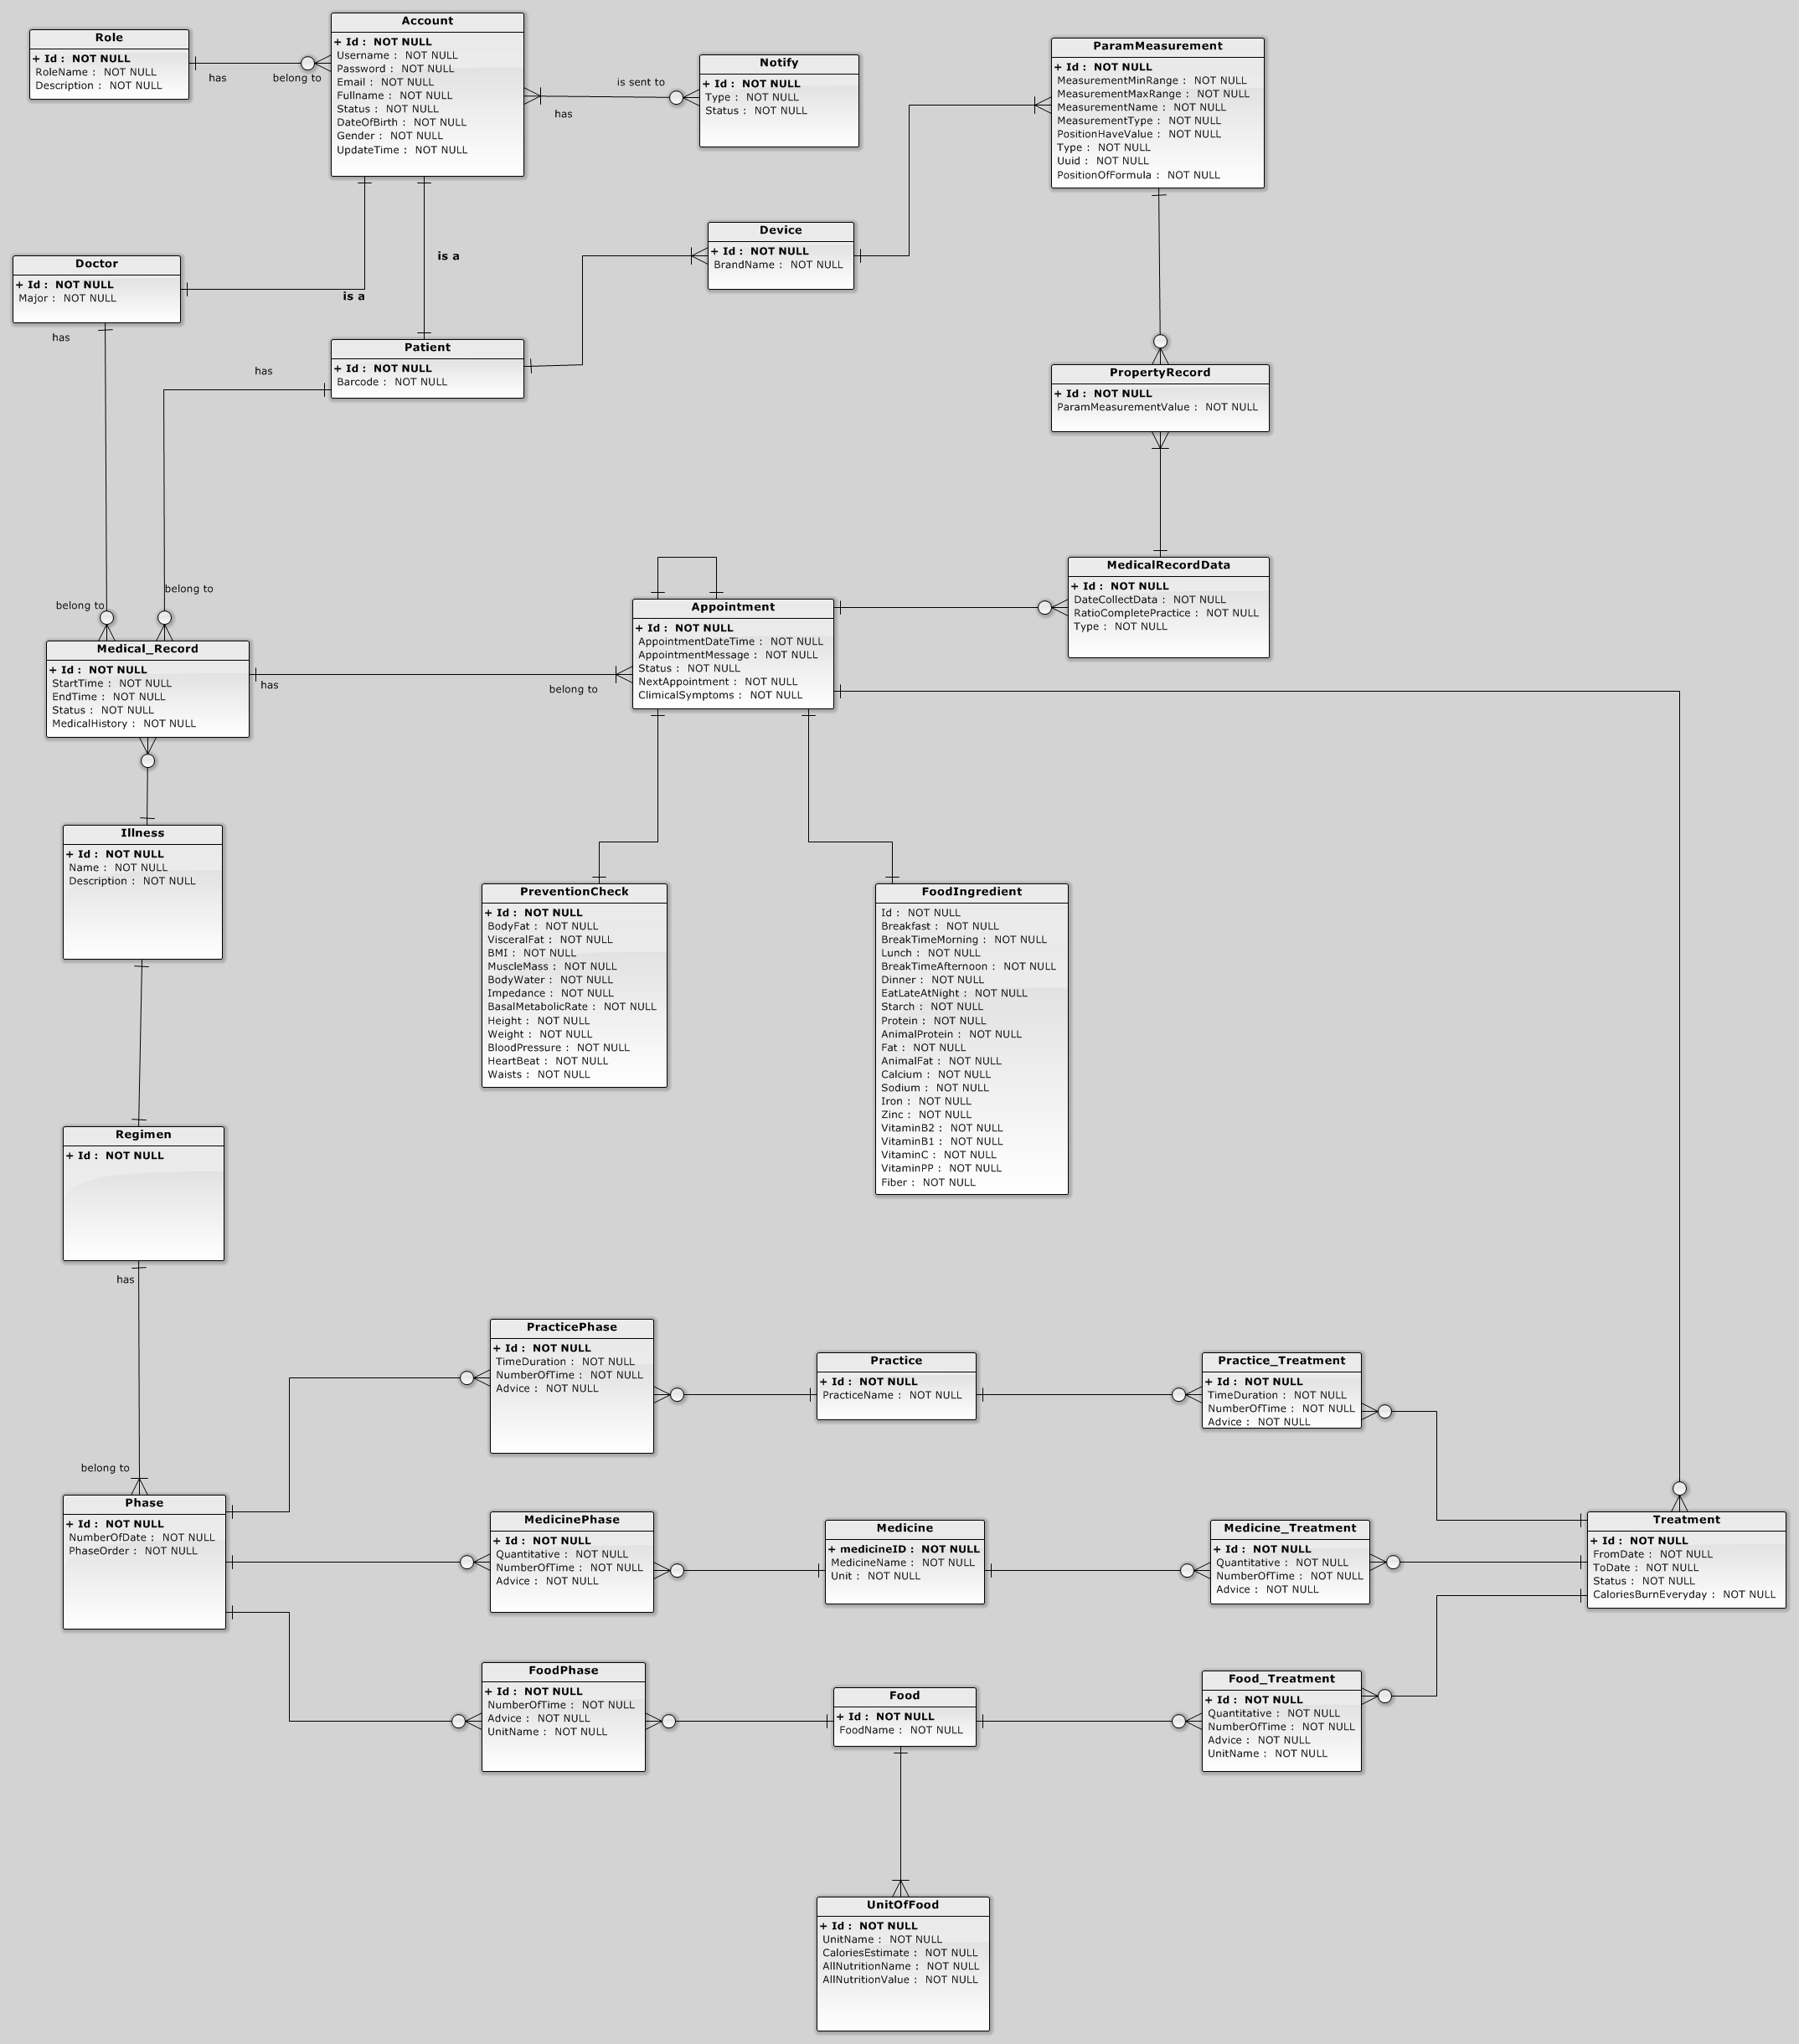 Role
+ Id : NOT NULL
RoleName : NOT NULL
Description : NOT NULL
has
belong to
Account
+ Id : NOT NULL
Username : NOT NULL
Password : NOT NULL
Email : NOT NULL
Fullname : NOT NULL
Status : NOT NULL
DateOfBirth : NOT NULL
Gender : NOT NULL
UpdateTime : NOT NULL
is sent to
has
Notify
+ Id : NOT NULL
Type : NOT NULL
Status : NOT NULL
ParamMeasurement
+ Id : NOT NULL
MeasurementMinRange : NOT NULL
MeasurementMaxRange : NOT NULL
MeasurementName : NOT NULL
MeasurementType : NOT NULL
PositionHaveValue : NOT NULL
Type : NOT NULL
Uuid : NOT NULL
PositionOfFormula : NOT NULL
Device
+ Id : NOT NULL
BrandName : NOT NULL
Doctor
+ Id : NOT NULL
Major : NOT NULL
is a
is a
has
has
Patient
+ Id : NOT NULL
Barcode : NOT NULL
PropertyRecord
+ Id : NOT NULL
ParamMeasurementValue : NOT NULL
belong to
belong to
MedicalRecordData
+ Id : NOT NULL
DateCollectData : NOT NULL
RatioCompletePractice : NOT NULL
Type : NOT NULL
Medical_Record
+ Id : NOT NULL
StartTime : NOT NULL
EndTime : NOT NULL
Status : NOT NULL
MedicalHistory : NOT NULL
has
belong to
Appointment
+ Id : NOT NULL
AppointmentDateTime : NOT NULL
AppointmentMessage : NOT NULL
Status : NOT NULL
NextAppointment : NOT NULL
ClimicalSymptoms : NOT NULL
Illness
+ Id : NOT NULL
Name : NOT NULL
Description : NOT NULL
PreventionCheck
+ Id : NOT NULL
BodyFat : NOT NULL
VisceralFat : NOT NULL
BMI : NOT NULL
MuscleMass : NOT NULL
BodyWater : NOT NULL
Impedance : NOT NULL
BasalMetabolicRate : NOT NULL
Height : NOT NULL
Weight : NOT NULL
BloodPressure : NOT NULL
HeartBeat : NOT NULL
Waists : NOT NULL
FoodIngredient
Id : NOT NULL
Breakfast : NOT NULL
BreakTimeMorning : NOT NULL
Lunch : NOT NULL
BreakTimeAfternoon : NOT NULL
Dinner : NOT NULL
EatLateAtNight : NOT NULL
Starch : NOT NULL
Protein : NOT NULL
AnimalProtein : NOT NULL
Fat : NOT NULL
AnimalFat : NOT NULL
Calcium : NOT NULL
Sodium : NOT NULL
Iron : NOT NULL
Zinc : NOT NULL
VitaminB2 : NOT NULL
VitaminB1 : NOT NULL
VitaminC : NOT NULL
VitaminPP : NOT NULL
Fiber : NOT NULL
Regimen
+ Id : NOT NULL
has
belong to
PracticePhase
+ Id : NOT NULL
TimeDuration : NOT NULL
NumberOfTime : NOT NULL
Advice : NOT NULL
Practice
+ Id : NOT NULL
PracticeName : NOT NULL
Practice_Treatment
+ Id : NOT NULL
TimeDuration : NOT NULL
NumberOfTime : NOT NULL
Advice : NOT NULL
Phase
+ Id : NOT NULL
NumberOfDate : NOT NULL
PhaseOrder : NOT NULL
MedicinePhase
+ Id : NOT NULL
Quantitative : NOT NULL
NumberOfTime : NOT NULL
Advice : NOT NULL
Medicine
+ medicineID : NOT NULL
MedicineName : NOT NULL
Unit : NOT NULL
Medicine_Treatment
+ Id : NOT NULL
Quantitative : NOT NULL
NumberOfTime : NOT NULL
Advice : NOT NULL
Treatment
+ Id : NOT NULL
FromDate : NOT NULL
ToDate : NOT NULL
Status : NOT NULL
CaloriesBurnEveryday : NOT NULL
FoodPhase
+ Id : NOT NULL
NumberOfTime : NOT NULL
Advice : NOT NULL
UnitName : NOT NULL
Food
+ Id : NOT NULL
FoodName : NOT NULL
Food_Treatment
+ Id : NOT NULL
Quantitative : NOT NULL
NumberOfTime : NOT NULL
Advice : NOT NULL
UnitName : NOT NULL
UnitOfFood
+ Id : NOT NULL
UnitName : NOT NULL
CaloriesEstimate : NOT NULL
AllNutritionName : NOT NULL
AllNutritionValue : NOT NULL